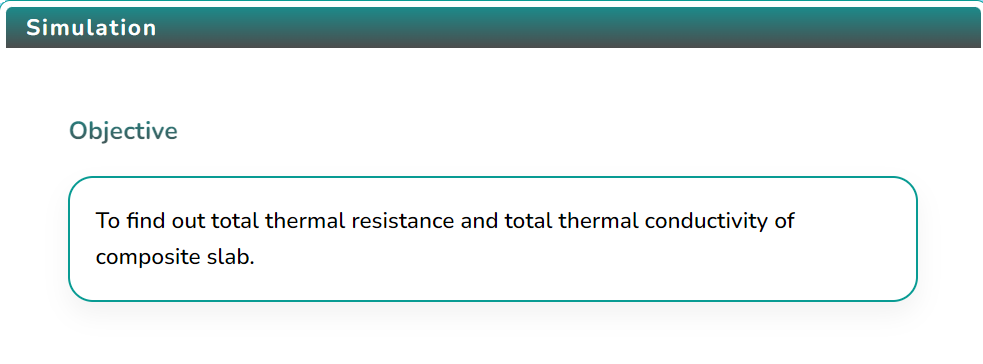 Simulation
Objective
To find out total thermal resistance and total thermal conductivity of
composite slab.